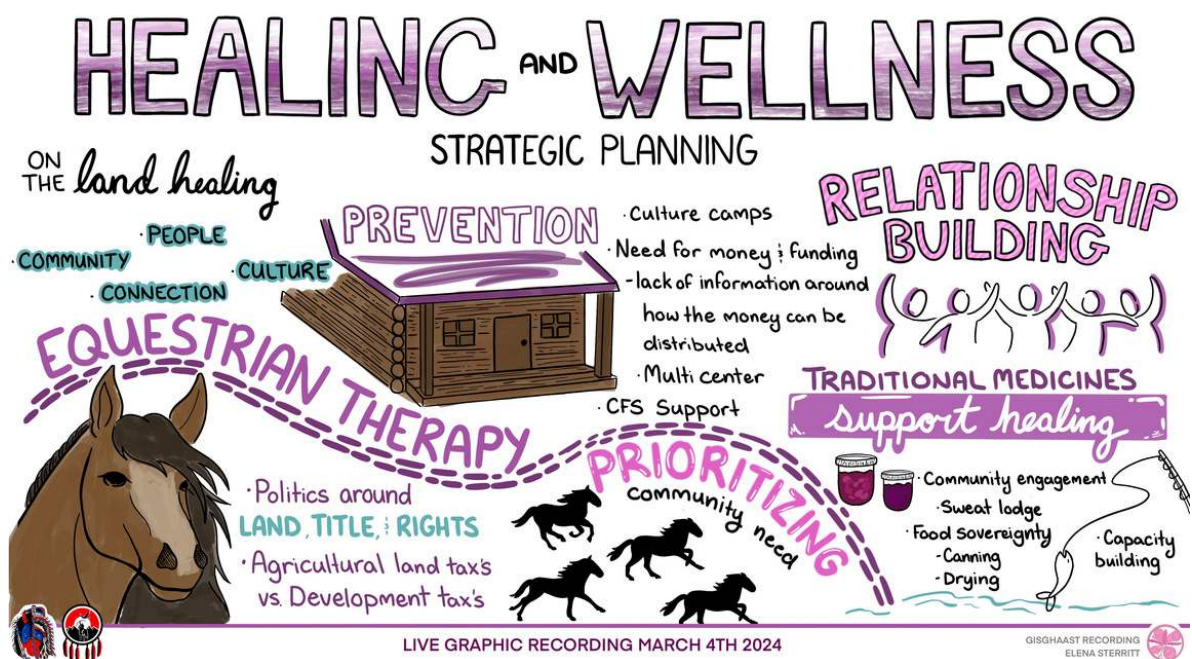 HEALING AND WELLNESS
STRATEGIC PLANNING
ON THE land healing
· PEOPLE
· COMMUNITY
· CULTURE
· CONNECTION
EQUESTRIAN THERAPY
PREVENTION
· Culture camps
· Need for money & funding
- lack of information around
how the money can be
distributed
· Multi center
· CFS Support
RELATIONSHIP
BUILDING
TRADITIONAL MEDICINES
support healing
· Community engagement
· Sweat lodge
· Food sovereignty
- Canning
- Drying
· Capacity
building
PRIORITIZING
community need
· Politics around
LAND, TITLE, & RIGHTS
· Agricultural land tax's
vs. Development tax's
LIVE GRAPHIC RECORDING MARCH 4TH 2024
GISGHAAST RECORDING
ELENA STERRITT